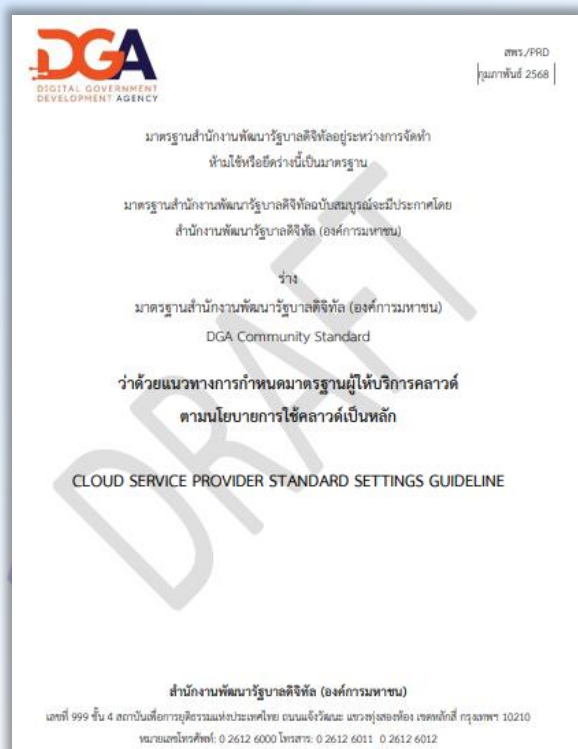 DGA
DIGITAL GOVERNMENT
DEVELOPMENT AGENCY
สพร./PRD
กุมภาพันธ์ 2568
มาตรฐานสำนักงานพัฒนารัฐบาลดิจิทัลอยู่ระหว่างการจัดทำ
ห้ามใช้หรือยึดร่างนี้เป็นมาตรฐาน
มาตรฐานสำนักงานพัฒนารัฐบาลดิจิทัลฉบับสมบูรณ์จะมีประกาศโดย
สำนักงานพัฒนารัฐบาลดิจิทัล (องค์การมหาชน)
ร่าง
มาตรฐานสำนักงานพัฒนารัฐบาลดิจิทัล (องค์การมหาชน)
DGA Community Standard
ว่าด้วยแนวทางการกำหนดมาตรฐานผู้ให้บริการคลาวด์
ตามนโยบายการใช้คลาวด์เป็นหลัก
CLOUD SERVICE PROVIDER STANDARD SETTINGS GUIDELINE
DRAFT
สำนักงานพัฒนารัฐบาลดิจิทัล (องค์การมหาชน)
เลขที่ 999 ชั้น 4 สถาบันเพื่อการยุติธรรมแห่งประเทศไทย ถนนแจ้งวัฒนะ แขวงทุ่งสองห้อง เขตหลักสี่ กรุงเทพฯ 10210
หมายเลขโทรศัพท์: 0 2612 6000 โทรสาร: 0 2612 6011 0 2612 6012